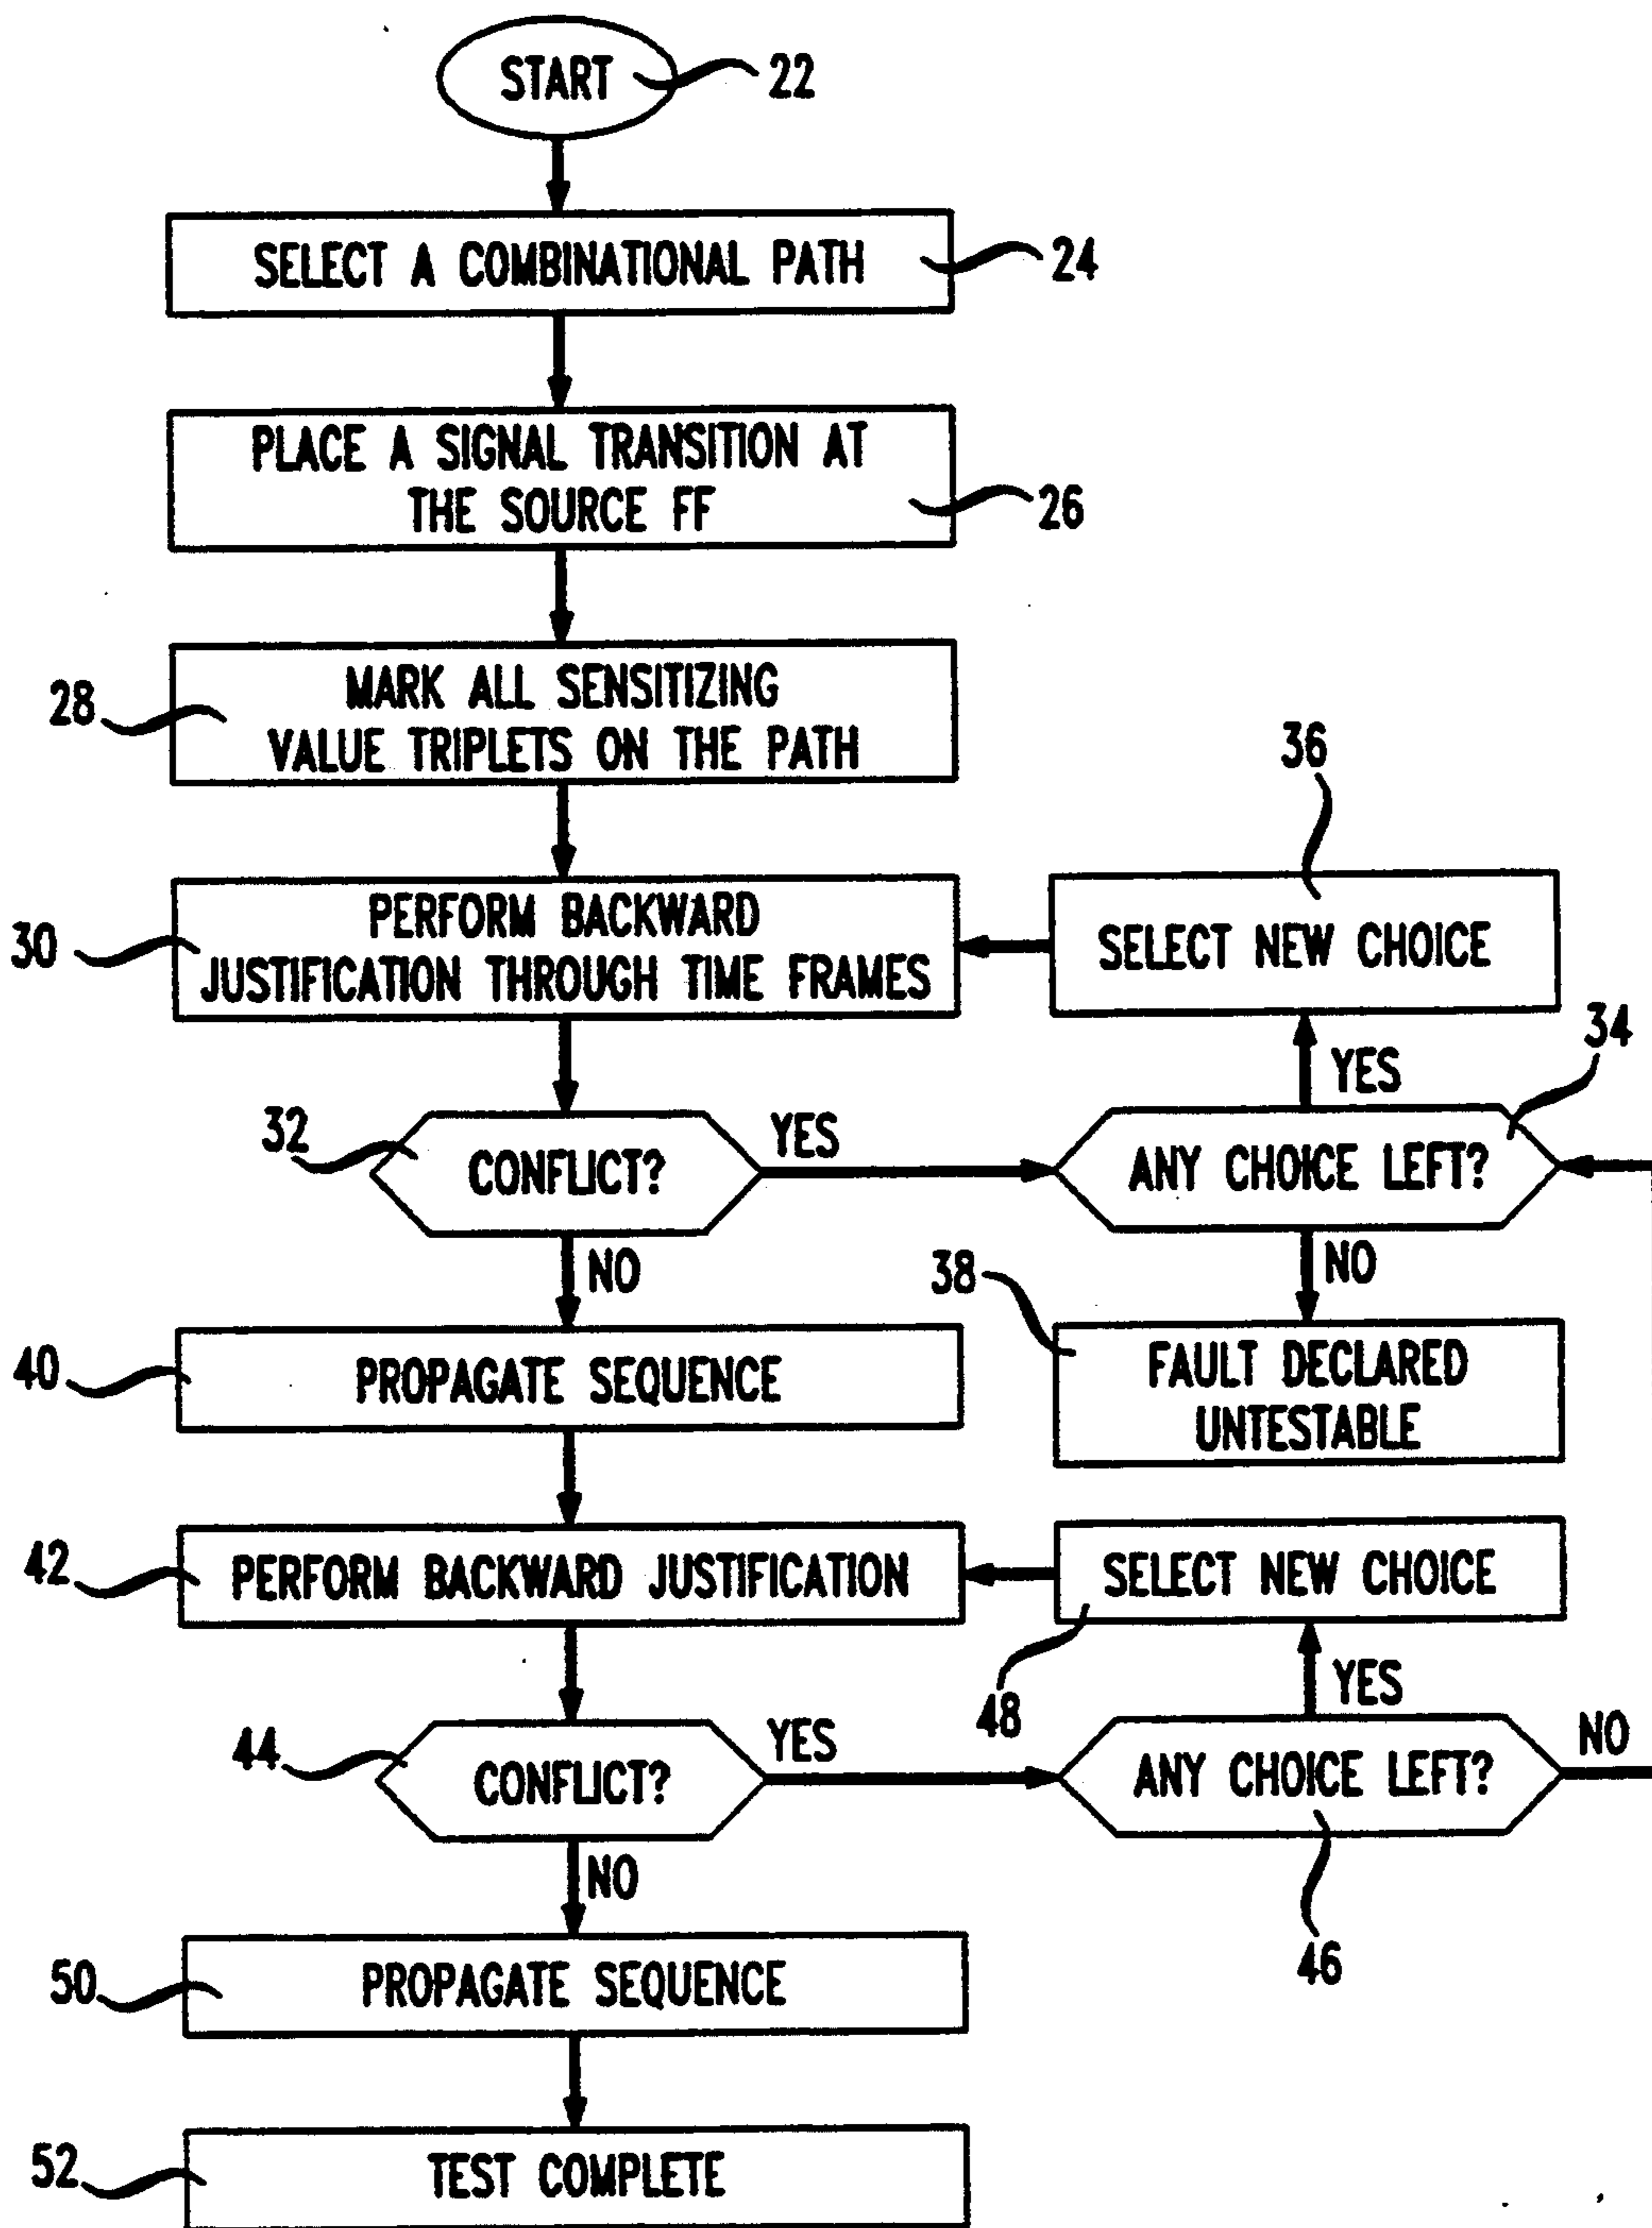 START
22
SELECT A COMBINATIONAL PATH
24
PLACE A SIGNAL TRANSITION AT
THE SOURCE FF
26
MARK ALL SENSITIZING
VALUE TRIPLETS ON THE PATH
28
36
PERFORM BACKWARD
JUSTIFICATION THROUGH TIME FRAMES
30
SELECT NEW CHOICE
34
YES
32
CONFLICT?
YES
ANY CHOICE LEFT?
NO
38
NO
40
PROPAGATE SEQUENCE
FAULT DECLARED
UNTESTABLE
42
PERFORM BACKWARD JUSTIFICATION
SELECT NEW CHOICE
48
YES
44
CONFLICT?
YES
ANY CHOICE LEFT?
NO
NO
46
50
PROPAGATE SEQUENCE
52
TEST COMPLETE